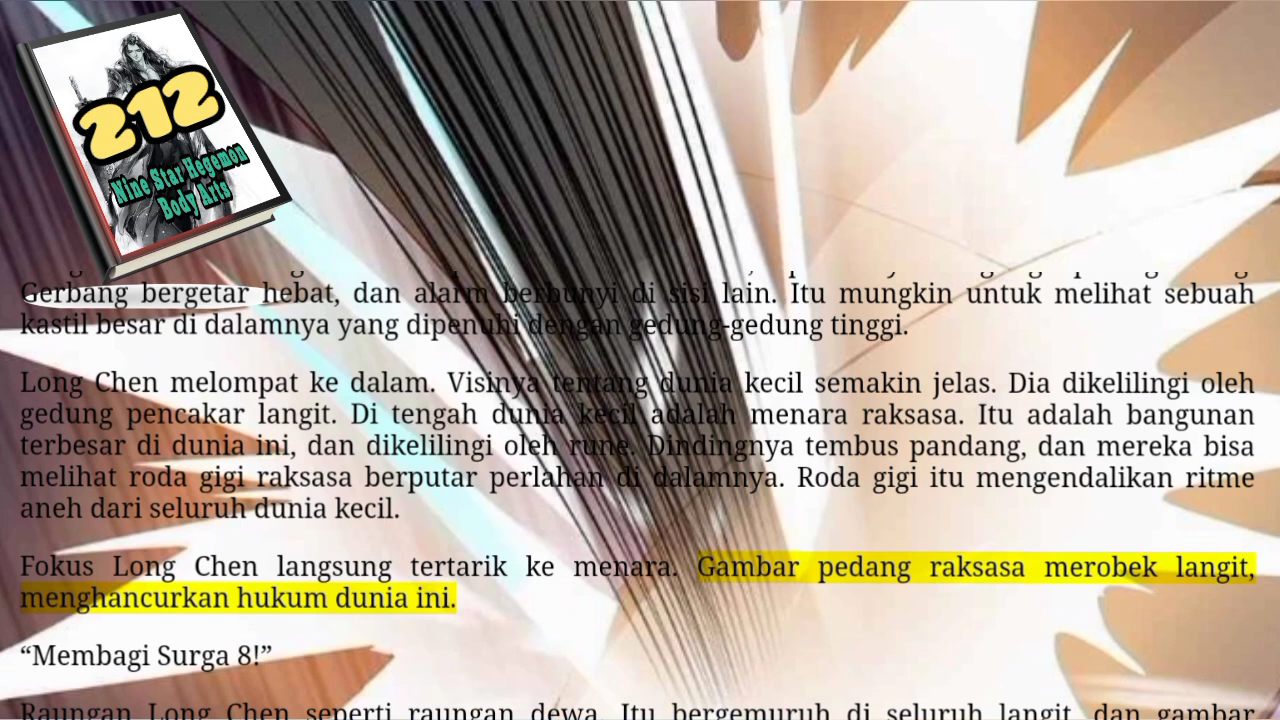 212
Nine Star Hegemon
Body Arts
Gerbang bergetar hebat, dan alarm berbunyi di sisi lain. Itu mungkin untuk melihat sebuah
kastil besar di dalamnya yang dipenuhi dengan gedung-gedung tinggi.
Long Chen melompat ke dalam. Visinya tentang dunia kecil semakin jelas. Dia dikelilingi oleh
gedung pencakar langit. Di tengah dunia kecil adalah menara raksasa. Itu adalah bangunan
terbesar di dunia ini, dan dikelilingi oleh rune. Dindingnya tembus pandang, dan mereka bisa
melihat roda gigi raksasa berputar perlahan di dalamnya. Roda gigi itu mengendalikan ritme
aneh dari seluruh dunia kecil.
Fokus Long Chen langsung tertarik ke menara. Gambar pedang raksasa merobek langit,
menghancurkan hukum dunia ini.
“Membagi Surga 8!”
Raungan Long Chen seperti raungan dewa. Itu bergemuruh di seluruh langit, dan gambar